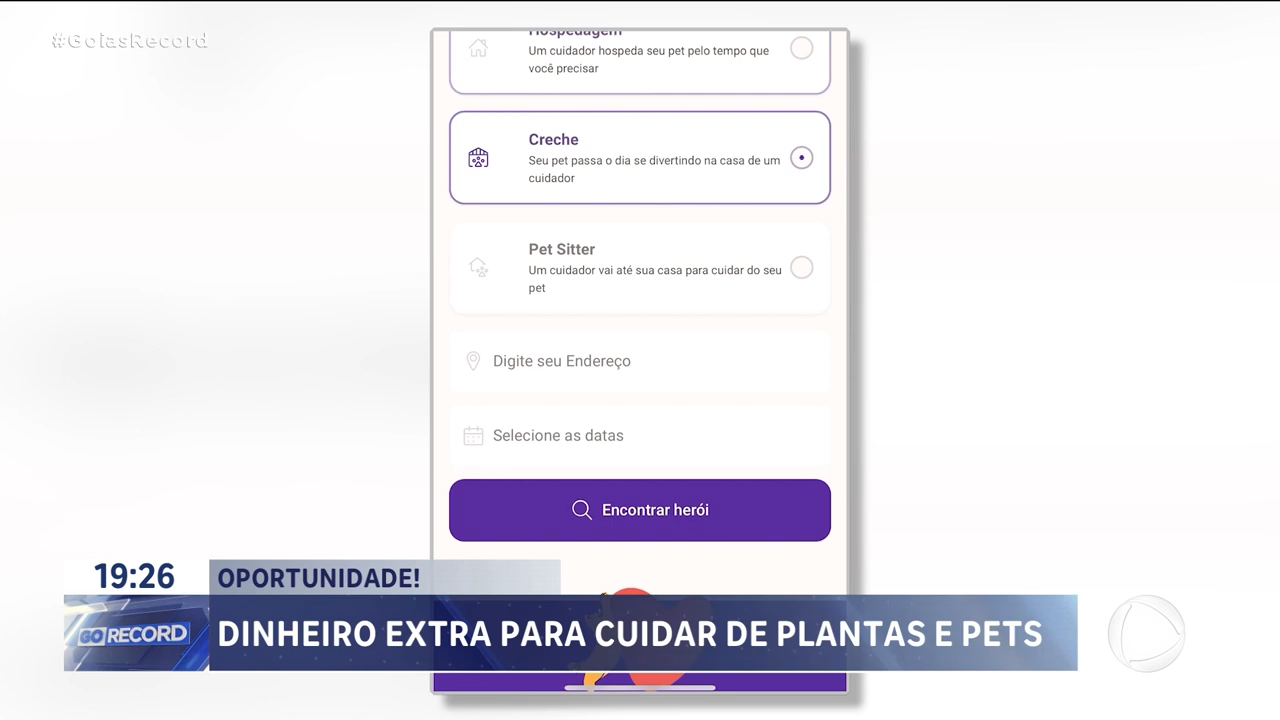 #GoiasRecord
Hospedagem
Um cuidador hospeda seu pet pelo tempo que
você precisar
Creche
Seu pet passa o dia se divertindo na casa de um
cuidador
Pet Sitter
Um cuidador vai até sua casa para cuidar do seu
pet
Digite seu Endereço
Selecione as datas
Encontrar herói
19:26
OPORTUNIDADE!
GO RECORD
DINHEIRO EXTRA PARA CUIDAR DE PLANTAS E PETS